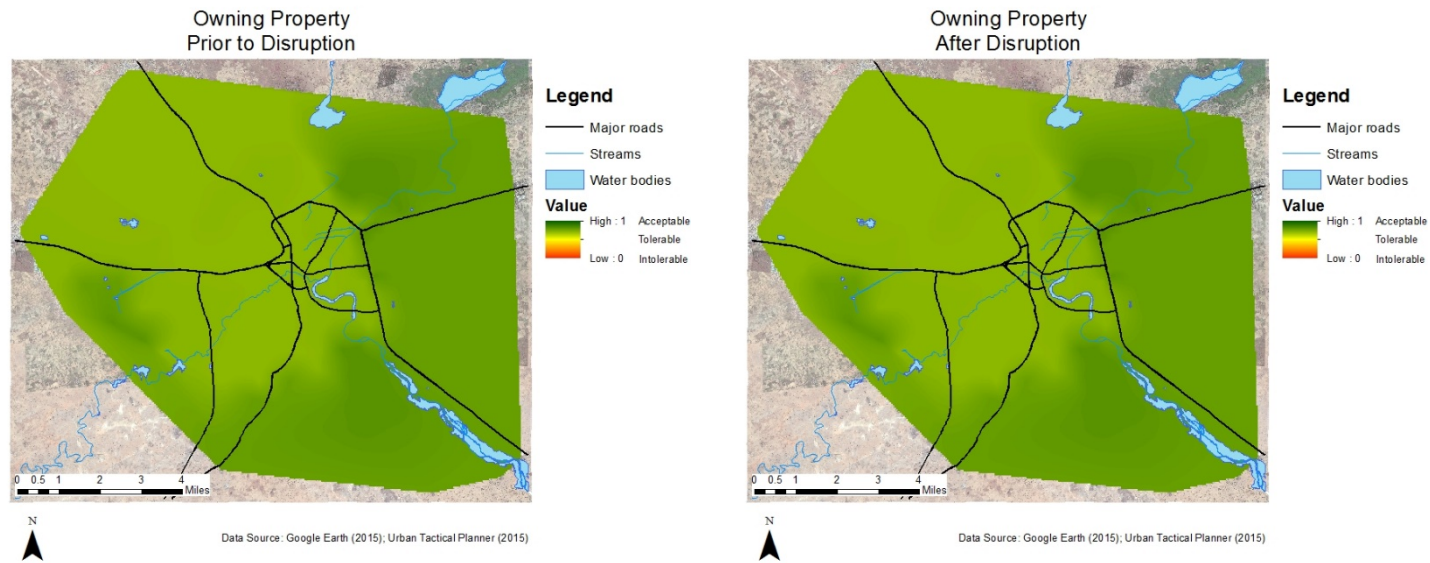 Owning Property
Prior to Disruption
Legend
Major roads
Streams
Water bodies
Value
High : 1 Acceptable
Tolerable
Low : 0 Intolerable
0 0.5 1 2 3 4
Miles
N
Data Source: Google Earth (2015); Urban Tactical Planner (2015)
Owning Property
After Disruption
Legend
Major roads
Streams
Water bodies
Value
High : 1 Acceptable
Tolerable
Low : 0 Intolerable
0 0.5 1 2 3 4
Miles
N
Data Source: Google Earth (2015); Urban Tactical Planner (2015)